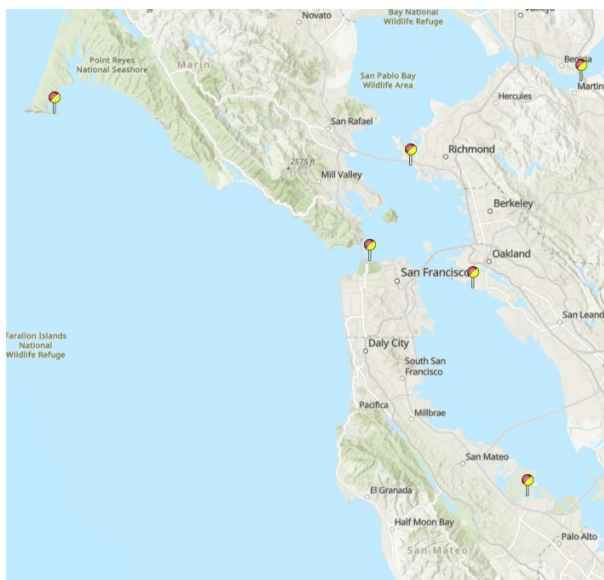 Novato
Bay National
Wildlife Refuge
Vallejo
Point Reyes
National Seashore
Marin
San Pablo Bay
Wildlife Area
Benicia
Martin
Hercules
San Rafael
Richmond
2575 ft
Mill Valley
Berkeley
Oakland
San Francisco
San Leand
Farallon Islands
National
Wildlife Refuge
Daly City
South San
Francisco
Pacifica
Millbrae
San Mateo
El Granada
Half Moon Bay
Palo Alto
San Mateo